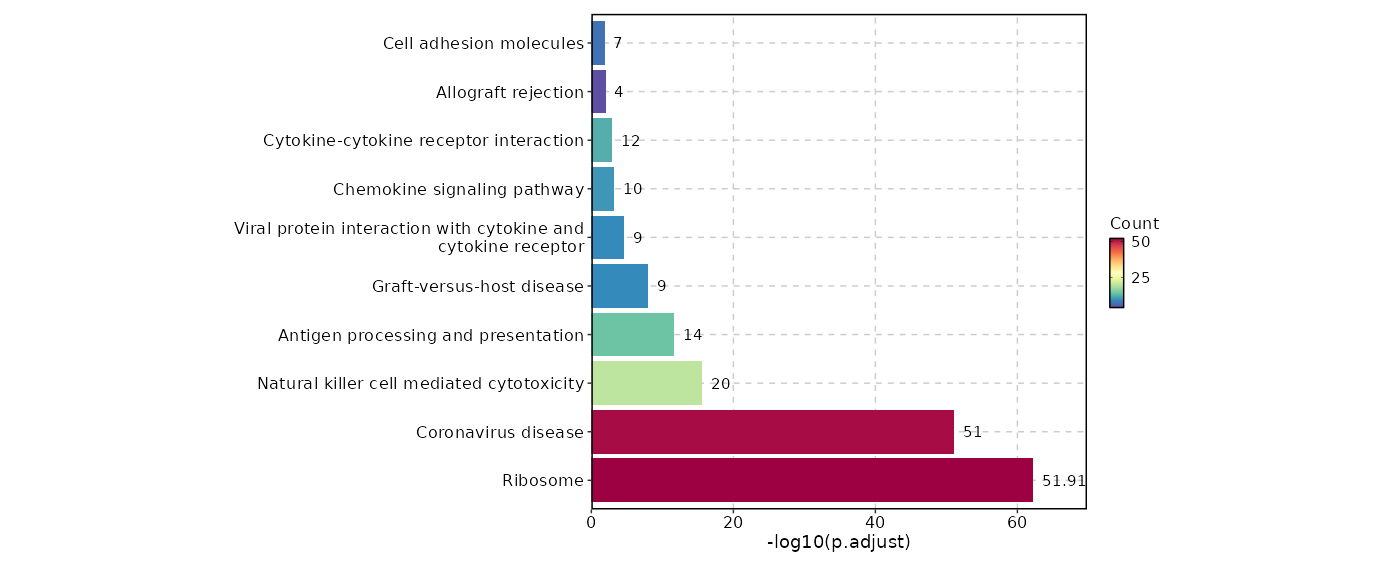 Cell adhesion molecules
7
Allograft rejection
4
Cytokine-cytokine receptor interaction
12
Chemokine signaling pathway
10
Viral protein interaction with cytokine and
cytokine receptor
9
Graft-versus-host disease
9
Antigen processing and presentation
14
Natural killer cell mediated cytotoxicity
20
Coronavirus disease
51
Ribosome
51.91
0 20 40 60
-log10(p.adjust)
Count
50
25